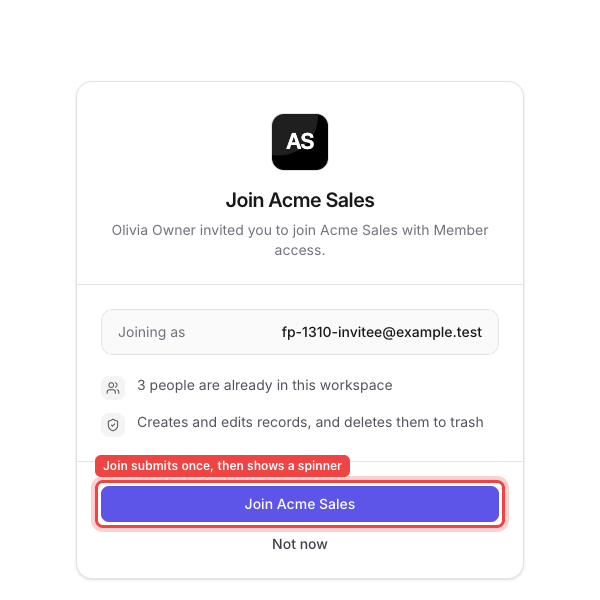 AS
Join Acme Sales
Olivia Owner invited you to join Acme Sales with Member
access.
Joining as fp-1310-invitee@example.test
3 people are already in this workspace
Creates and edits records, and deletes them to trash
Join submits once, then shows a spinner
Join Acme Sales
Not now